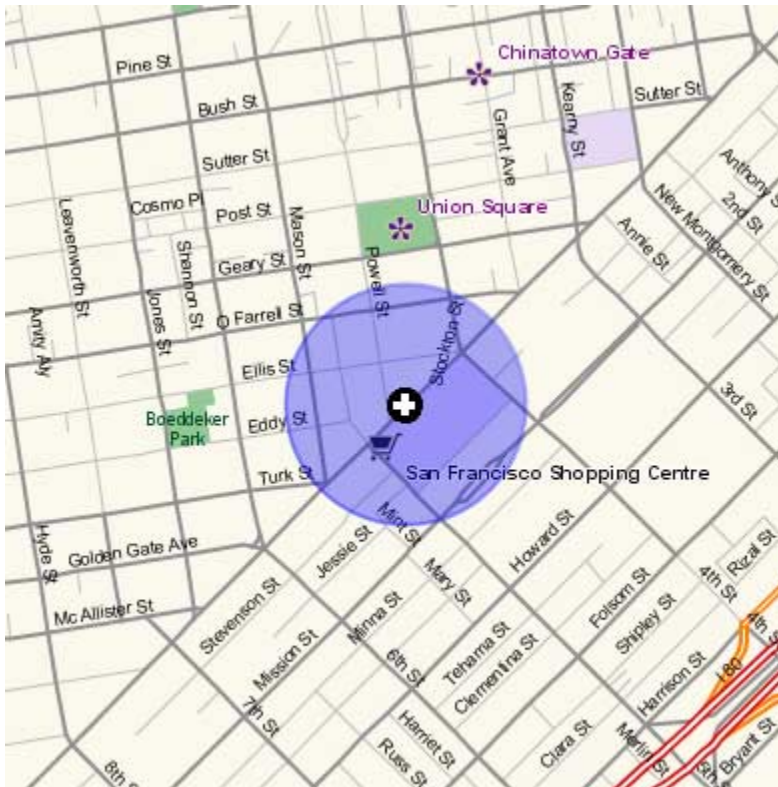 Chinatown Gate
Pine St
Bush St
Sutter St
Kearny St
Grant Ave
Sutter St
Anthony S
2nd St
New Montgomery St
Annie St
Cosmo Pl
Post St
Union Square
Leavenworth St
Shannon St
Mason St
Geary St
Powell St
Jones St
O Farrell St
Amity Aly
Stockton St
Ellis St
3rd St
Boeddeker
Park
Eddy St
Turk St
San Francisco Shopping Centre
Mint St
Hyde St
Golden Gate Ave
Jessie St
Howard St
Mary St
Rizal St
4th St
Mc Allister St
Stevenson St
Minna St
Folsom St
Shipley St
4th S
Mission St
6th St
Tehama St
Clementina St
Harrison St
I 80
7th St
Harriet St
Russ St
Clara St
Merlin St
5th St
Bryant St
8th St